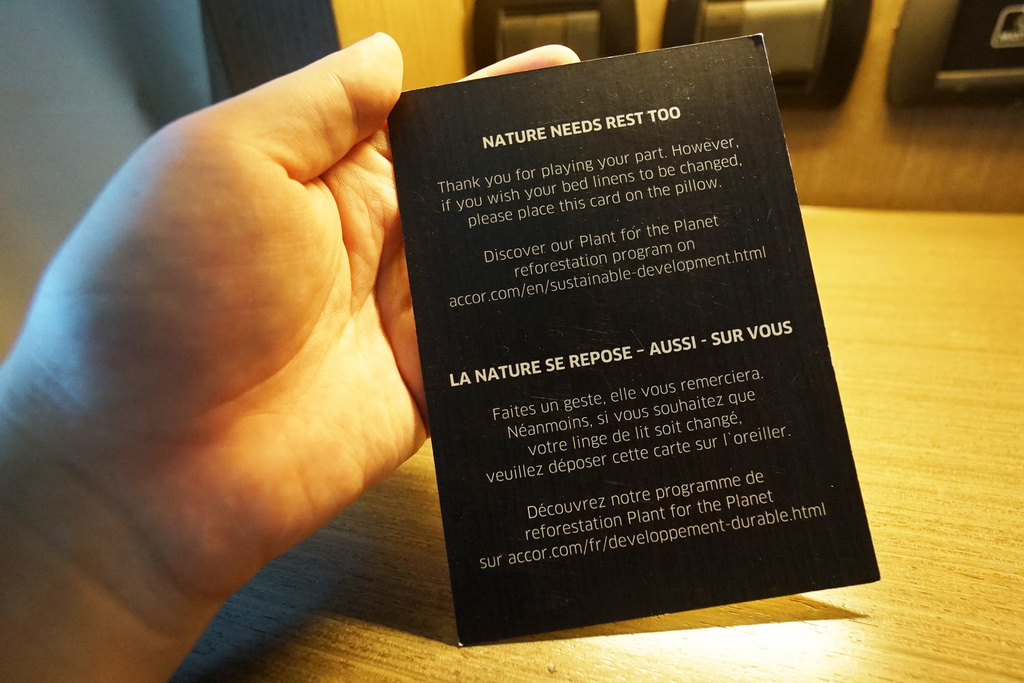 NATURE NEEDS REST TOO
Thank you for playing your part. However,
if you wish your bed linens to be changed,
please place this card on the pillow.
Discover our Plant for the Planet
reforestation program on
accor.com/en/sustainable-development.html
LA NATURE SE REPOSE – AUSSI - SUR VOUS
Faites un geste, elle vous remerciera.
Néanmoins, si vous souhaitez que
votre linge de lit soit changé,
veuillez déposer cette carte sur l`oreiller.
Découvrez notre programme de
reforestation Plant for the Planet
sur accor.com/fr/developpement-durable.html